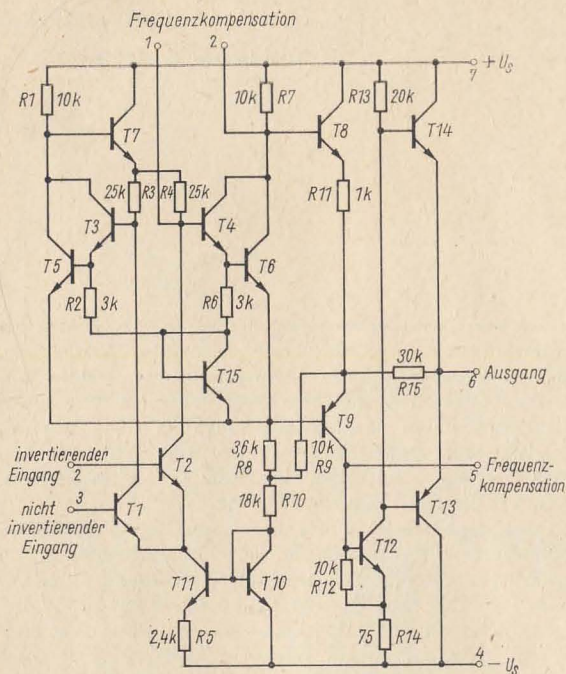 Frequenzkompensation
1 2
+ Us
7
R1 10k
10k R7
R13 20k
T7
T8
T14
25k R3 R4 25k
R11 1k
T3
T4
T5
T6
R2 3k
R6 3k
T15
30k
R15
6 Ausgang
T9
invertierender
Eingang 2
T2
3,6k
R8
10k
R9
5 Frequenz-
kompensation
nicht 3
invertierender
Eingang
T1
18k R10
T13
T12
T11
T10
10k
R12
2,4k R5
75 R14
4
- Us